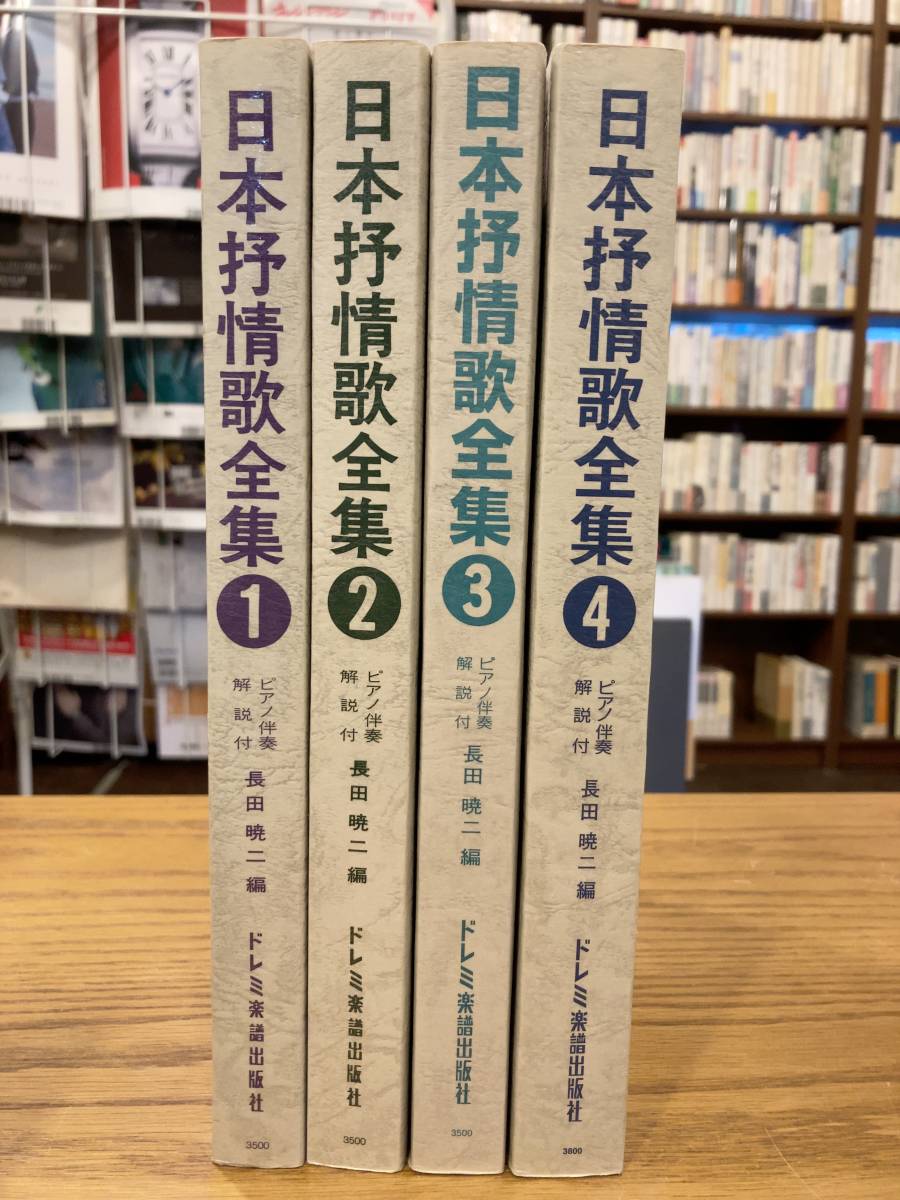 日本抒情歌全集
1
ピアノ伴奏
解説付
長田暁二編
ドレミ楽譜出版社
3500
日本抒情歌全集
2
ピアノ伴奏
解説付
長田暁二編
ドレミ楽譜出版社
3500
日本抒情歌全集
3
ピアノ伴奏
解説付
長田暁二編
ドレミ楽譜出版社
3500
日本抒情歌全集
4
ピアノ伴奏
解説付
長田暁二編
ドレミ楽譜出版社
3800